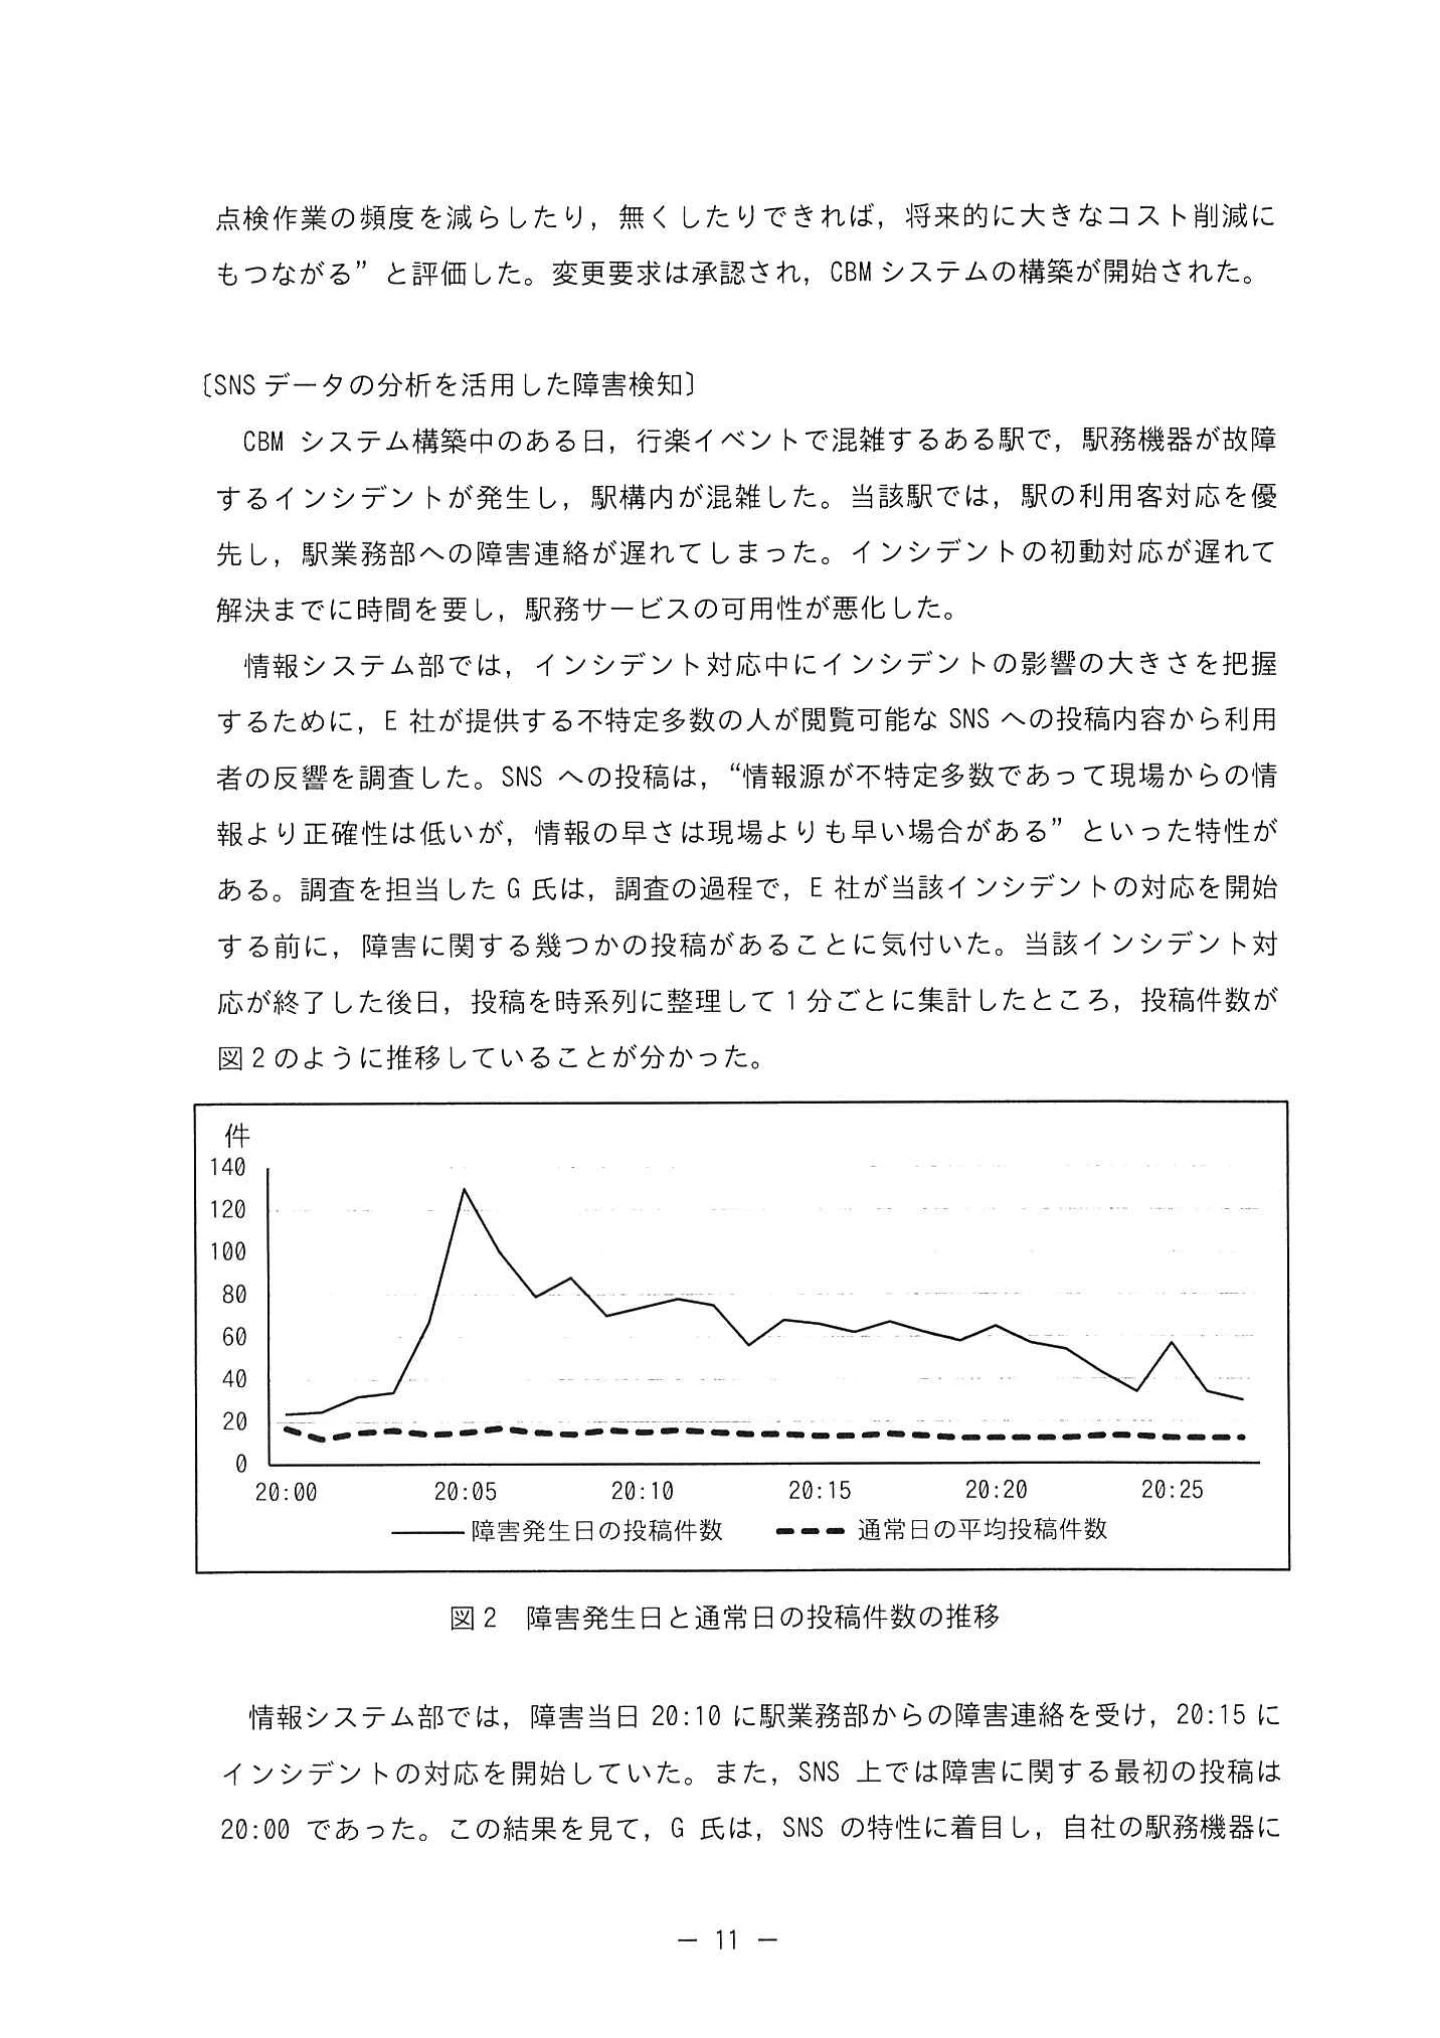 点検作業の頻度を減らしたり，無くしたりできれば，将来的に大きなコスト削減に
もつながる”と評価した。変更要求は承認され，CBM システムの構築が開始された。
〔SNS データの分析を活用した障害検知〕
CBM システム構築中のある日，行楽イベントで混雑するある駅で，駅務機器が故障
するインシデントが発生し，駅構内が混雑した。当該駅では，駅の利用客対応を優
先し，駅業務部への障害連絡が遅れてしまった。インシデントの初動対応が遅れて
解決までに時間を要し，駅務サービスの可用性が悪化した。
情報システム部では，インシデント対応中にインシデントの影響の大きさを把握
するために，E 社が提供する不特定多数の人が閲覧可能な SNS への投稿内容から利用
者の反響を調査した。SNS への投稿は，“情報源が不特定多数であって現場からの情
報より正確性は低いが，情報の早さは現場よりも早い場合がある”といった特性が
ある。調査を担当した G 氏は，調査の過程で，E 社が当該インシデントの対応を開始
する前に，障害に関する幾つかの投稿があることに気付いた。当該インシデント対
応が終了した後日，投稿を時系列に整理して 1 分ごとに集計したところ，投稿件数が
図 2 のように推移していることが分かった。
件
140
120
100
80
60
40
20
0
20:00 20:05 20:10 20:15 20:20 20:25
障害発生日の投稿件数 通常日の平均投稿件数
図 2 障害発生日と通常日の投稿件数の推移
情報システム部では，障害当日 20:10 に駅業務部からの障害連絡を受け，20:15 に
インシデントの対応を開始していた。また，SNS 上では障害に関する最初の投稿は
20:00 であった。この結果を見て，G 氏は，SNS の特性に着目し，自社の駅務機器に
－ 11 －